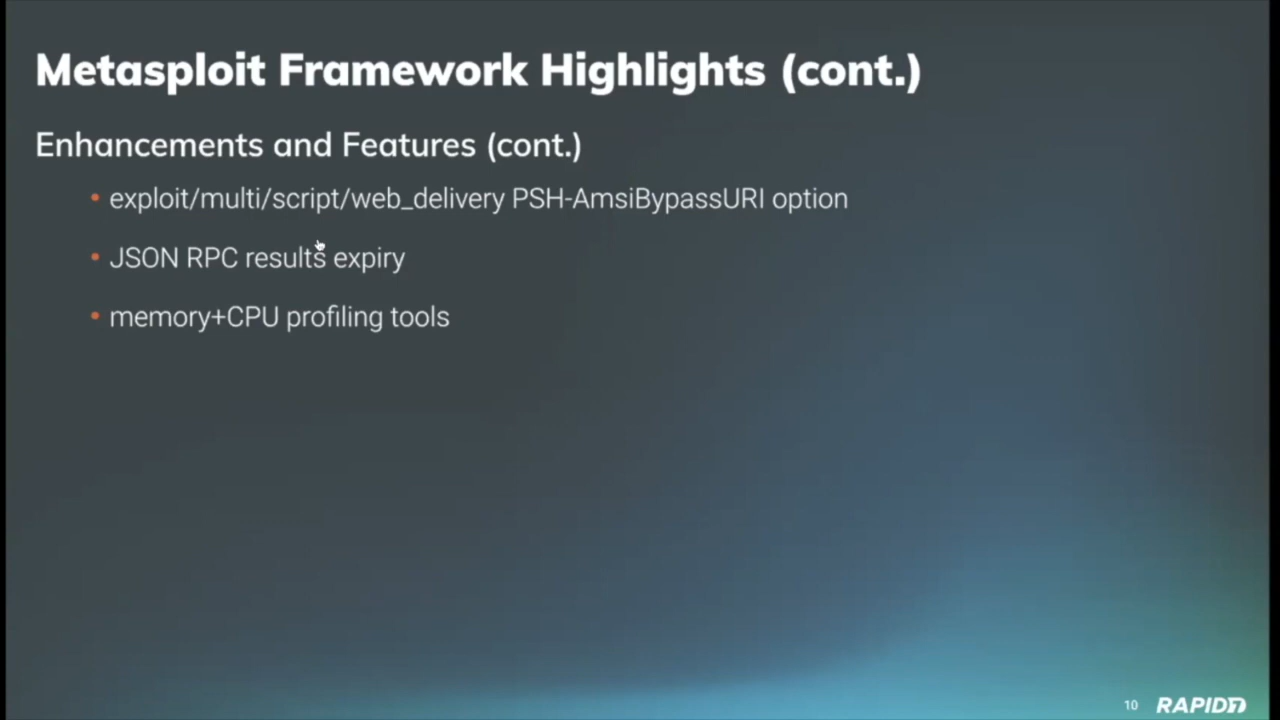 Metasploit Framework Highlights (cont.)
Enhancements and Features (cont.)
• exploit/multi/script/web_delivery PSH-AmsiBypassURI option
• JSON RPC results expiry
• memory+CPU profiling tools
10 RAPID7